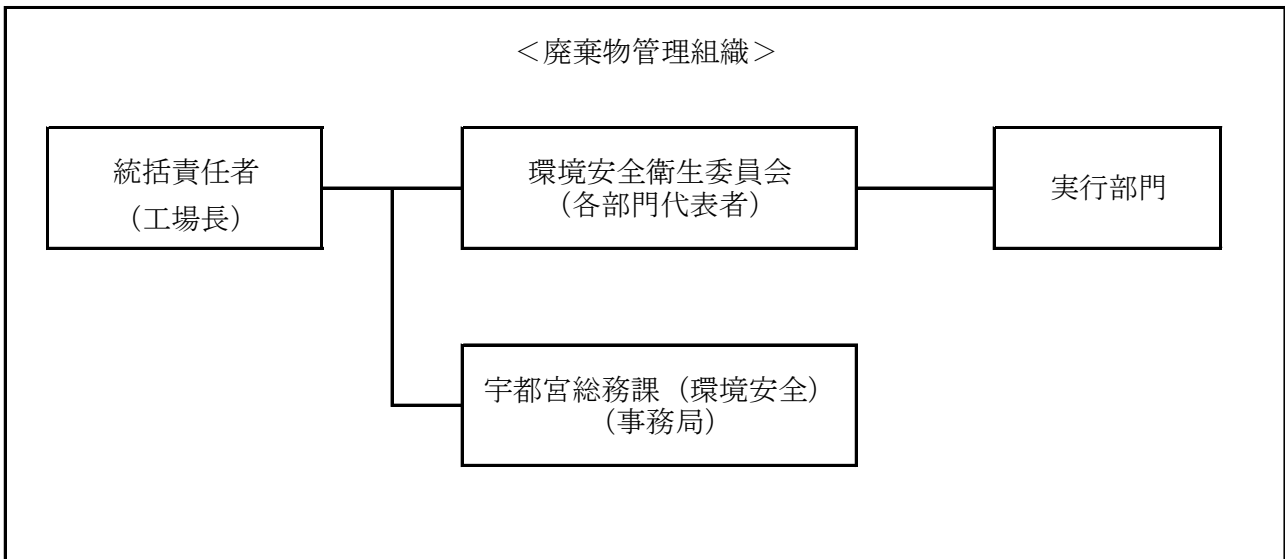 <廃棄物管理組織>
統括責任者
(工場長)
環境安全衛生委員会
(各部門代表者)
実行部門
宇都宮総務課(環境安全)
(事務局)